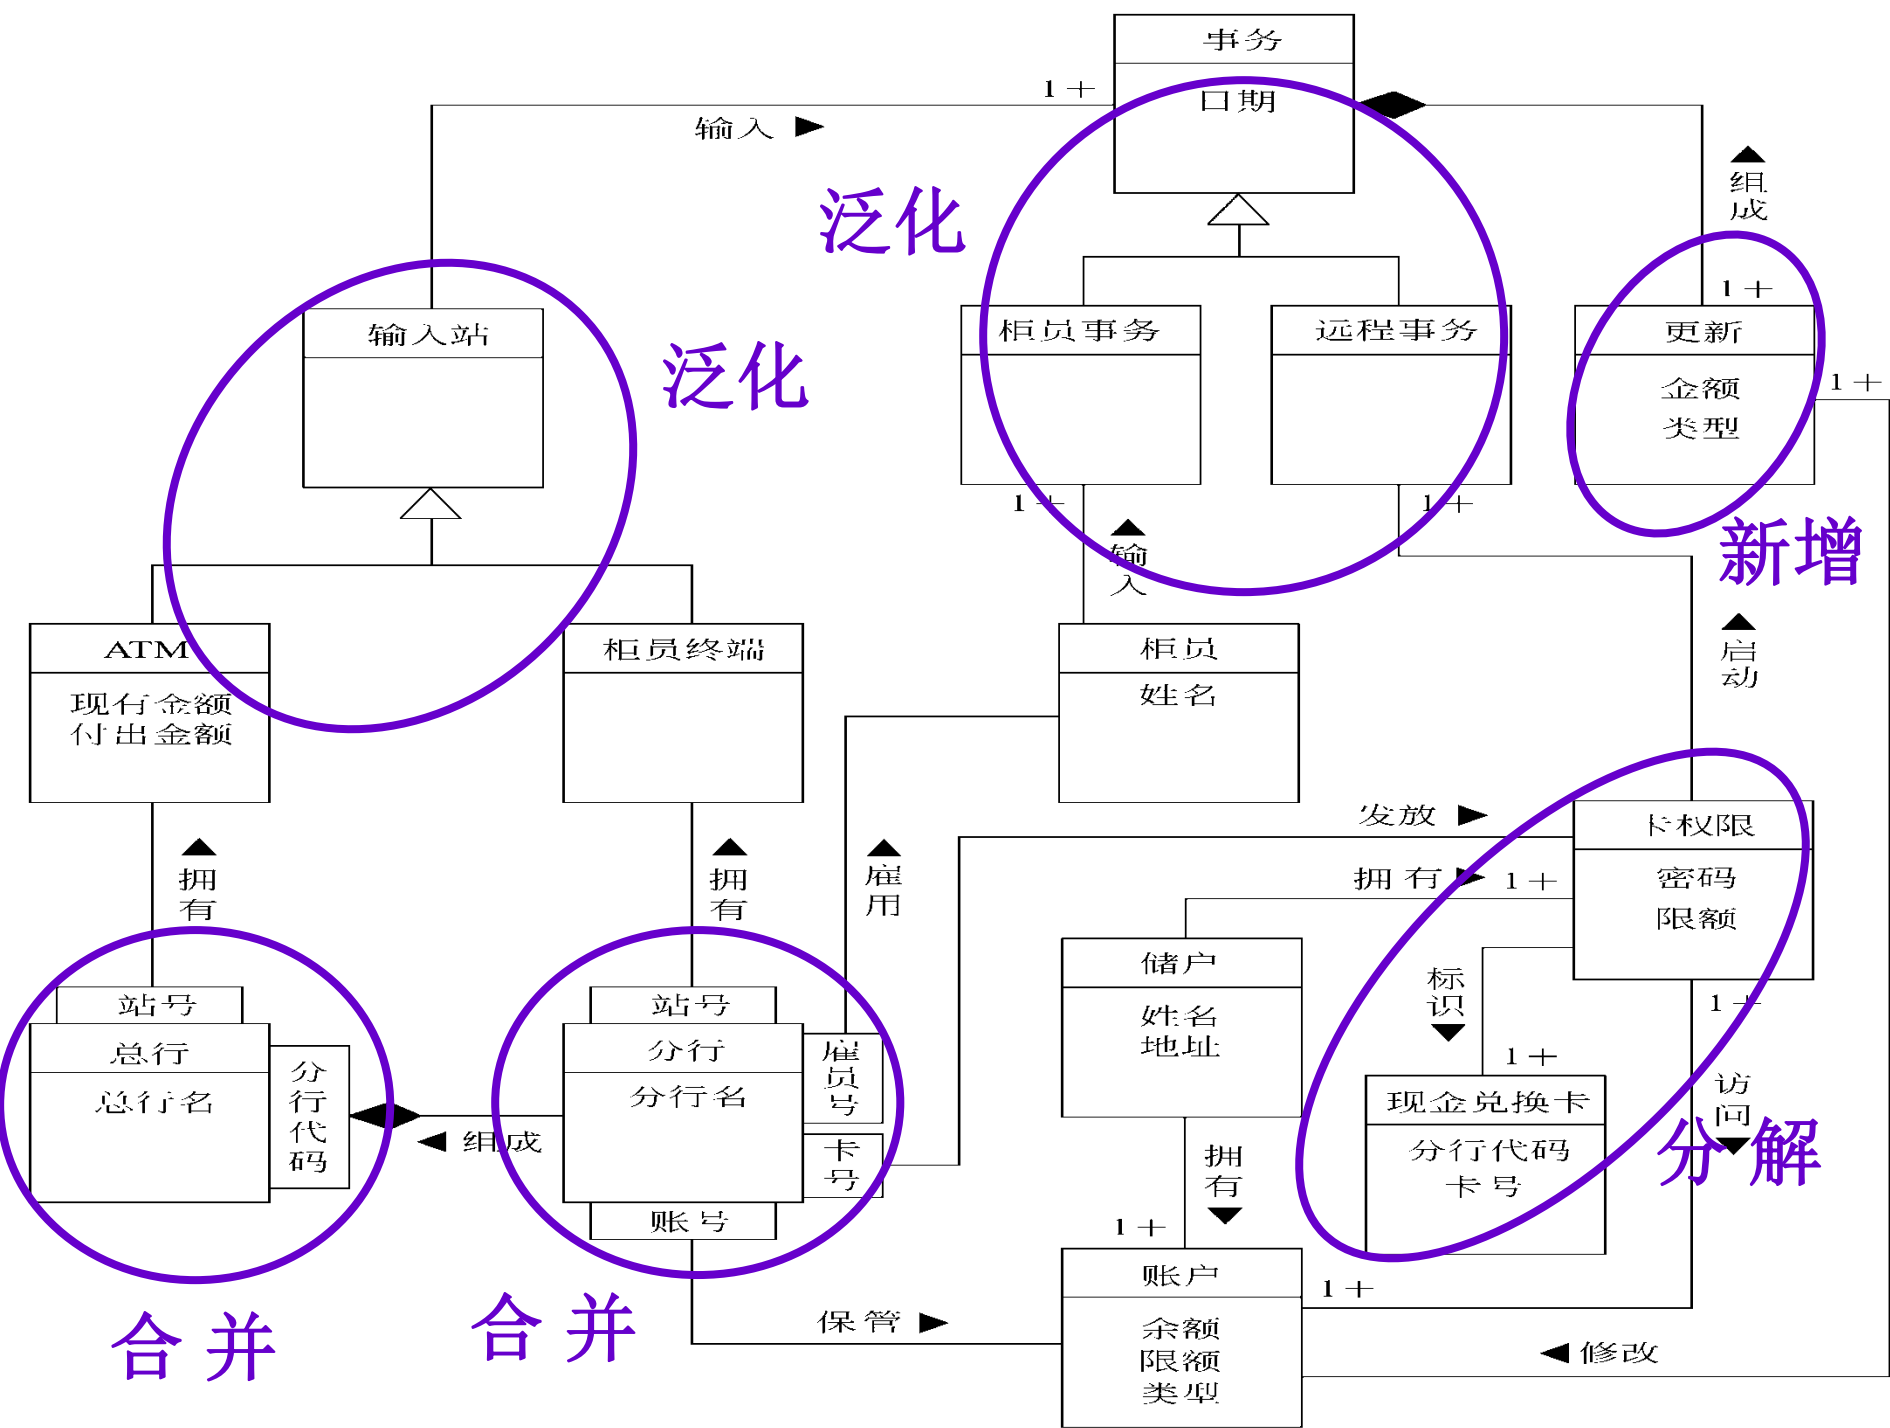 事务
1+
日期
输入
组成
泛化
1+
输入站
泛化
柜员事务
远程事务
更新
金额
类型
1+
1+
1+
新增
输入
ATM
现有金额
付出金额
柜员终端
柜员
姓名
启动
发放
卡权限
密码
限额
拥有
拥有
雇用
拥有
1+
储户
姓名
地址
标识
1+
站号
总行
总行名
分行代码
站号
分行
分行名
雇员号
卡号
账号
组成
1+
现金兑换卡
分行代码
卡号
访问
分解
拥有
1+
账户
余额
限额
类型
1+
保管
修改
合并
合并